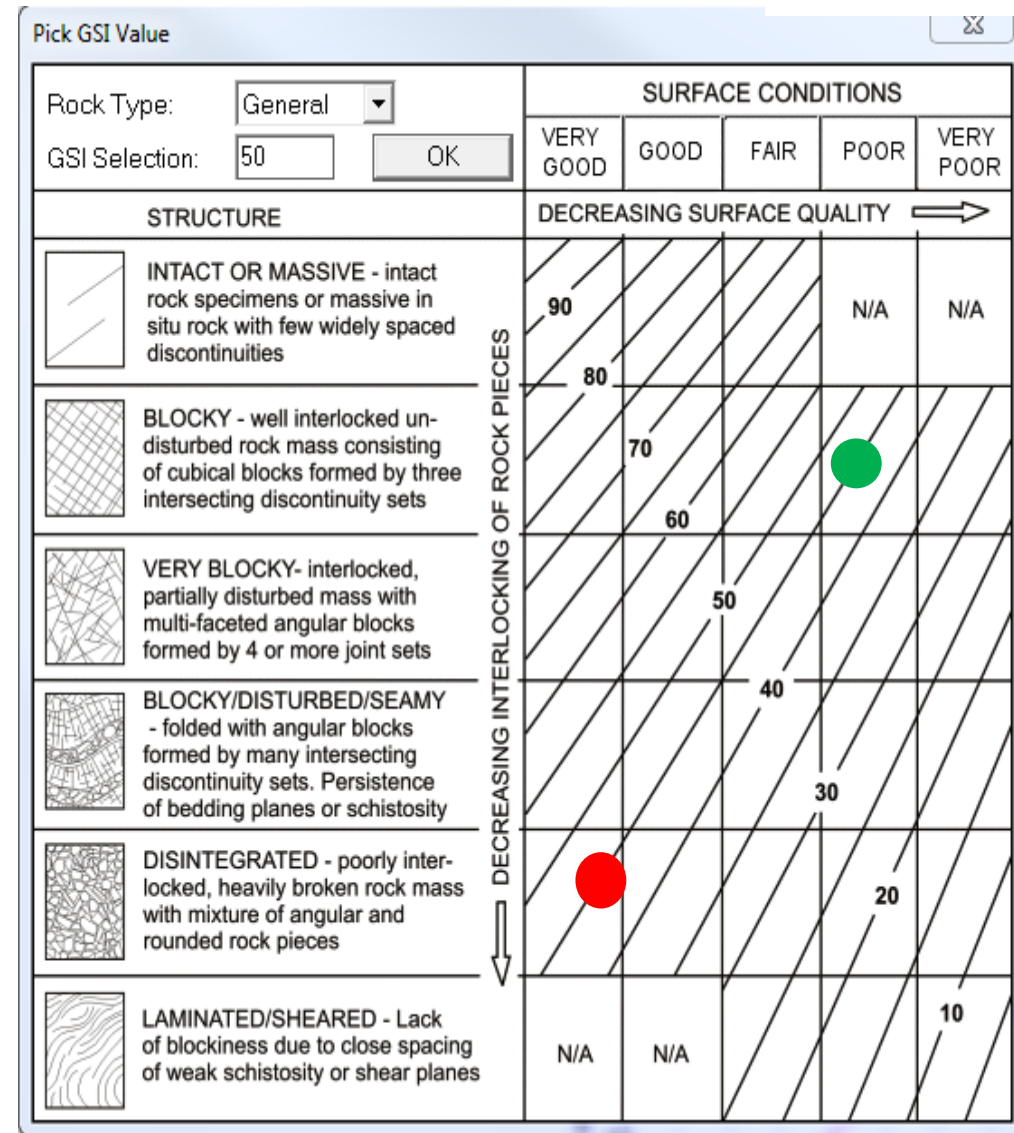 Pick GSI Value
Rock Type:
General
GSI Selection:
50
OK
SURFACE CONDITIONS
VERY
GOOD
GOOD
FAIR
POOR
VERY
POOR
STRUCTURE
DECREASING SURFACE QUALITY
INTACT OR MASSIVE - intact
rock specimens or massive in
situ rock with few widely spaced
discontinuities
BLOCKY - well interlocked un-
disturbed rock mass consisting
of cubical blocks formed by three
intersecting discontinuity sets
VERY BLOCKY- interlocked,
partially disturbed mass with
multi-faceted angular blocks
formed by 4 or more joint sets
BLOCKY/DISTURBED/SEAMY
- folded with angular blocks
formed by many intersecting
discontinuity sets. Persistence
of bedding planes or schistosity
DISINTEGRATED - poorly inter-
locked, heavily broken rock mass
with mixture of angular and
rounded rock pieces
LAMINATED/SHEARED - Lack
of blockiness due to close spacing
of weak schistosity or shear planes
DECREASING INTERLOCKING OF ROCK PIECES
90
N/A
N/A
80
70
60
50
40
30
20
10
N/A
N/A